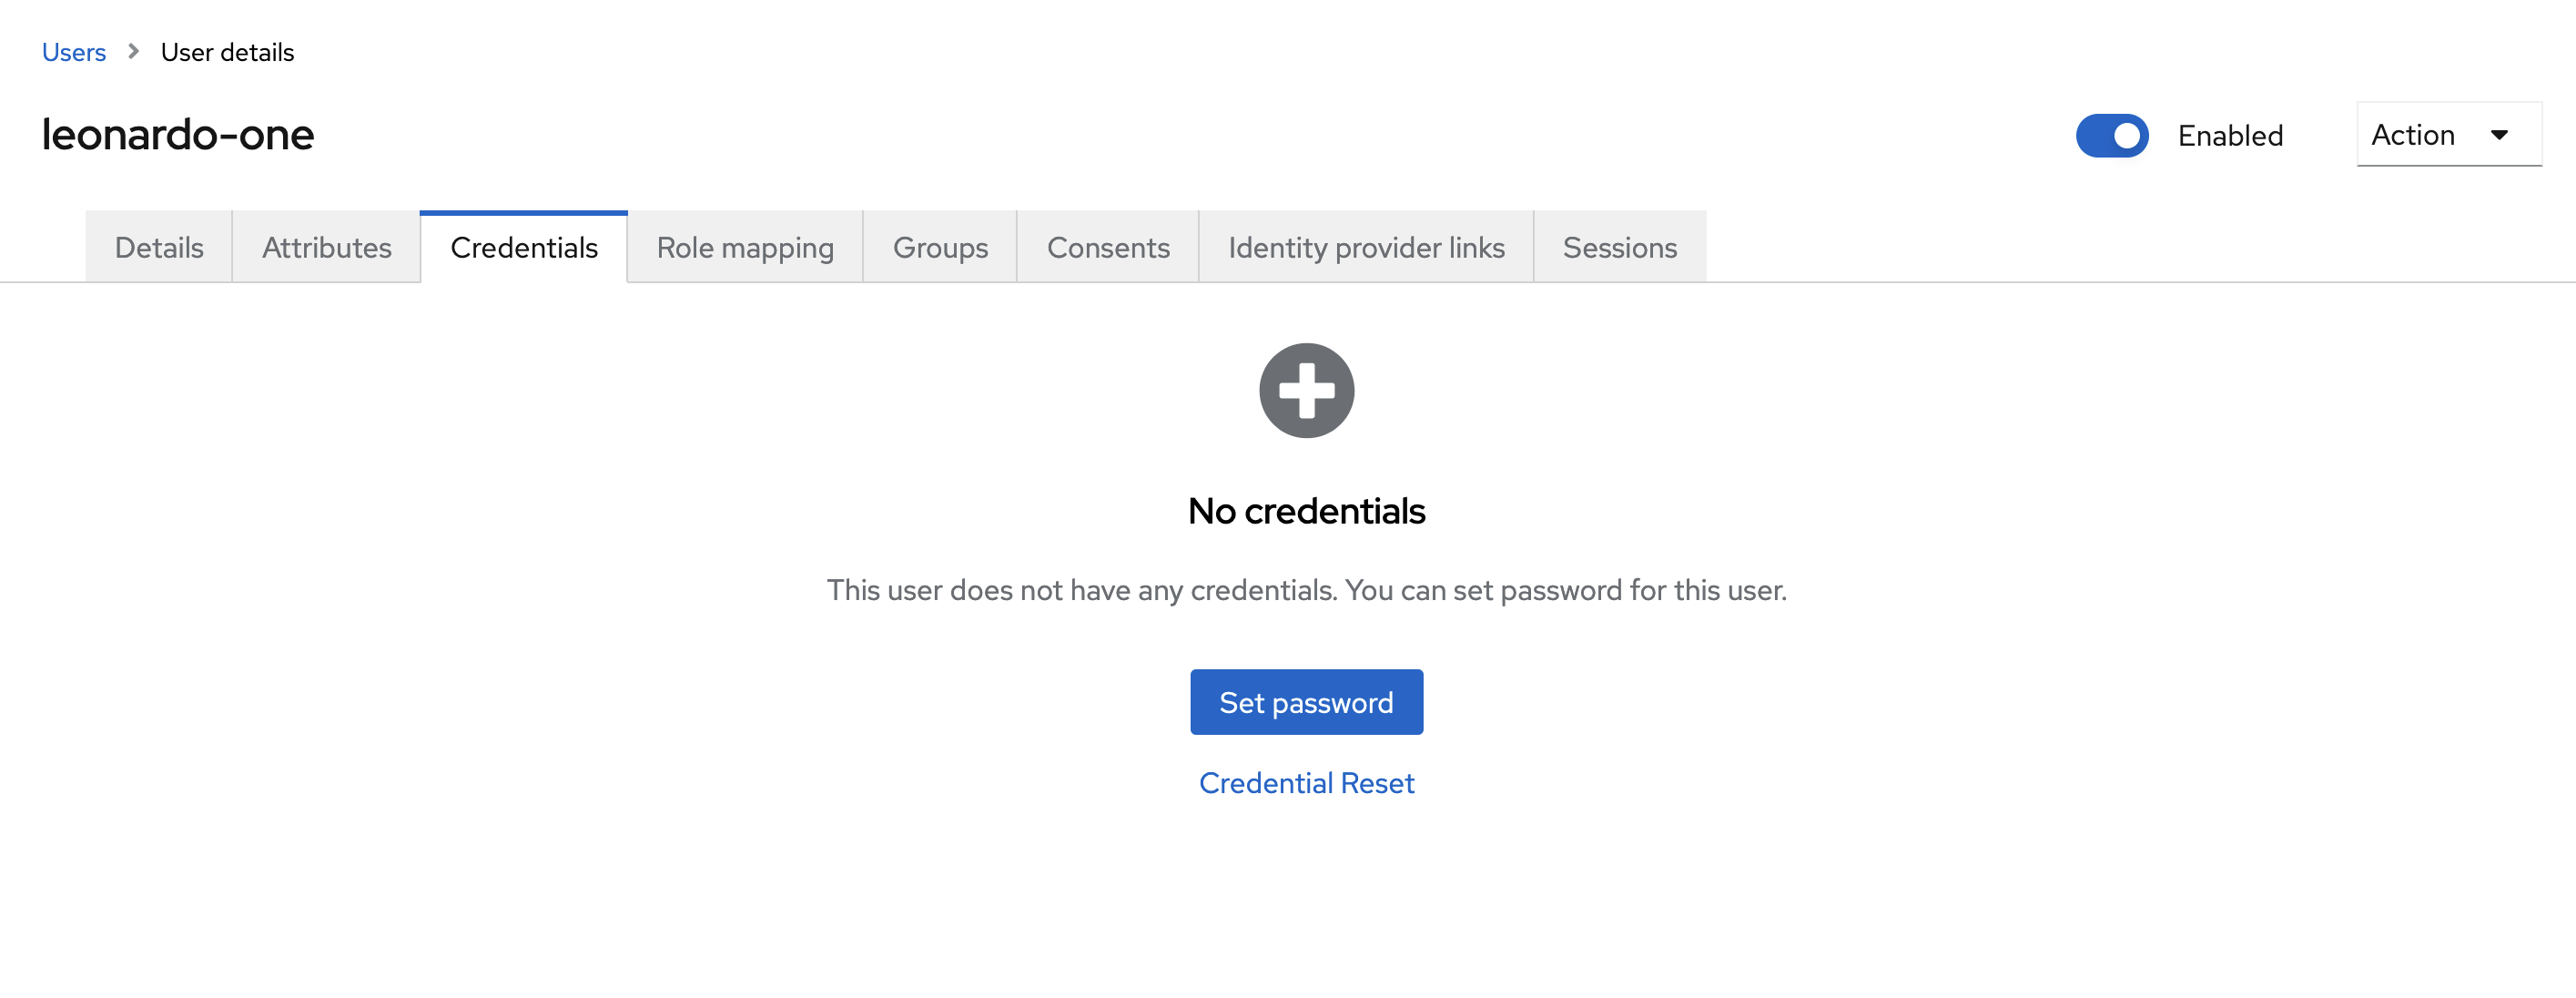 Users > User details
leonardo-one
Enabled
Action
Details Attributes Credentials Role mapping Groups Consents Identity provider links Sessions
No credentials
This user does not have any credentials. You can set password for this user.
Set password
Credential Reset